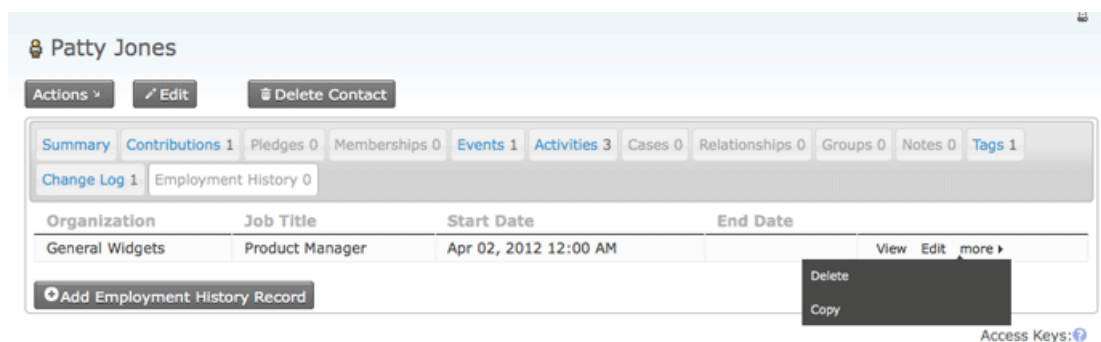 Patty Jones
Actions Edit Delete Contact
Summary Contributions 1 Pledges 0 Memberships 0 Events 1 Activities 3 Cases 0 Relationships 0 Groups 0 Notes 0 Tags 1
Change Log 1 Employment History 0
Organization Job Title Start Date End Date
General Widgets Product Manager Apr 02, 2012 12:00 AM View Edit more
Delete
Add Employment History Record
Copy
Access Keys:?